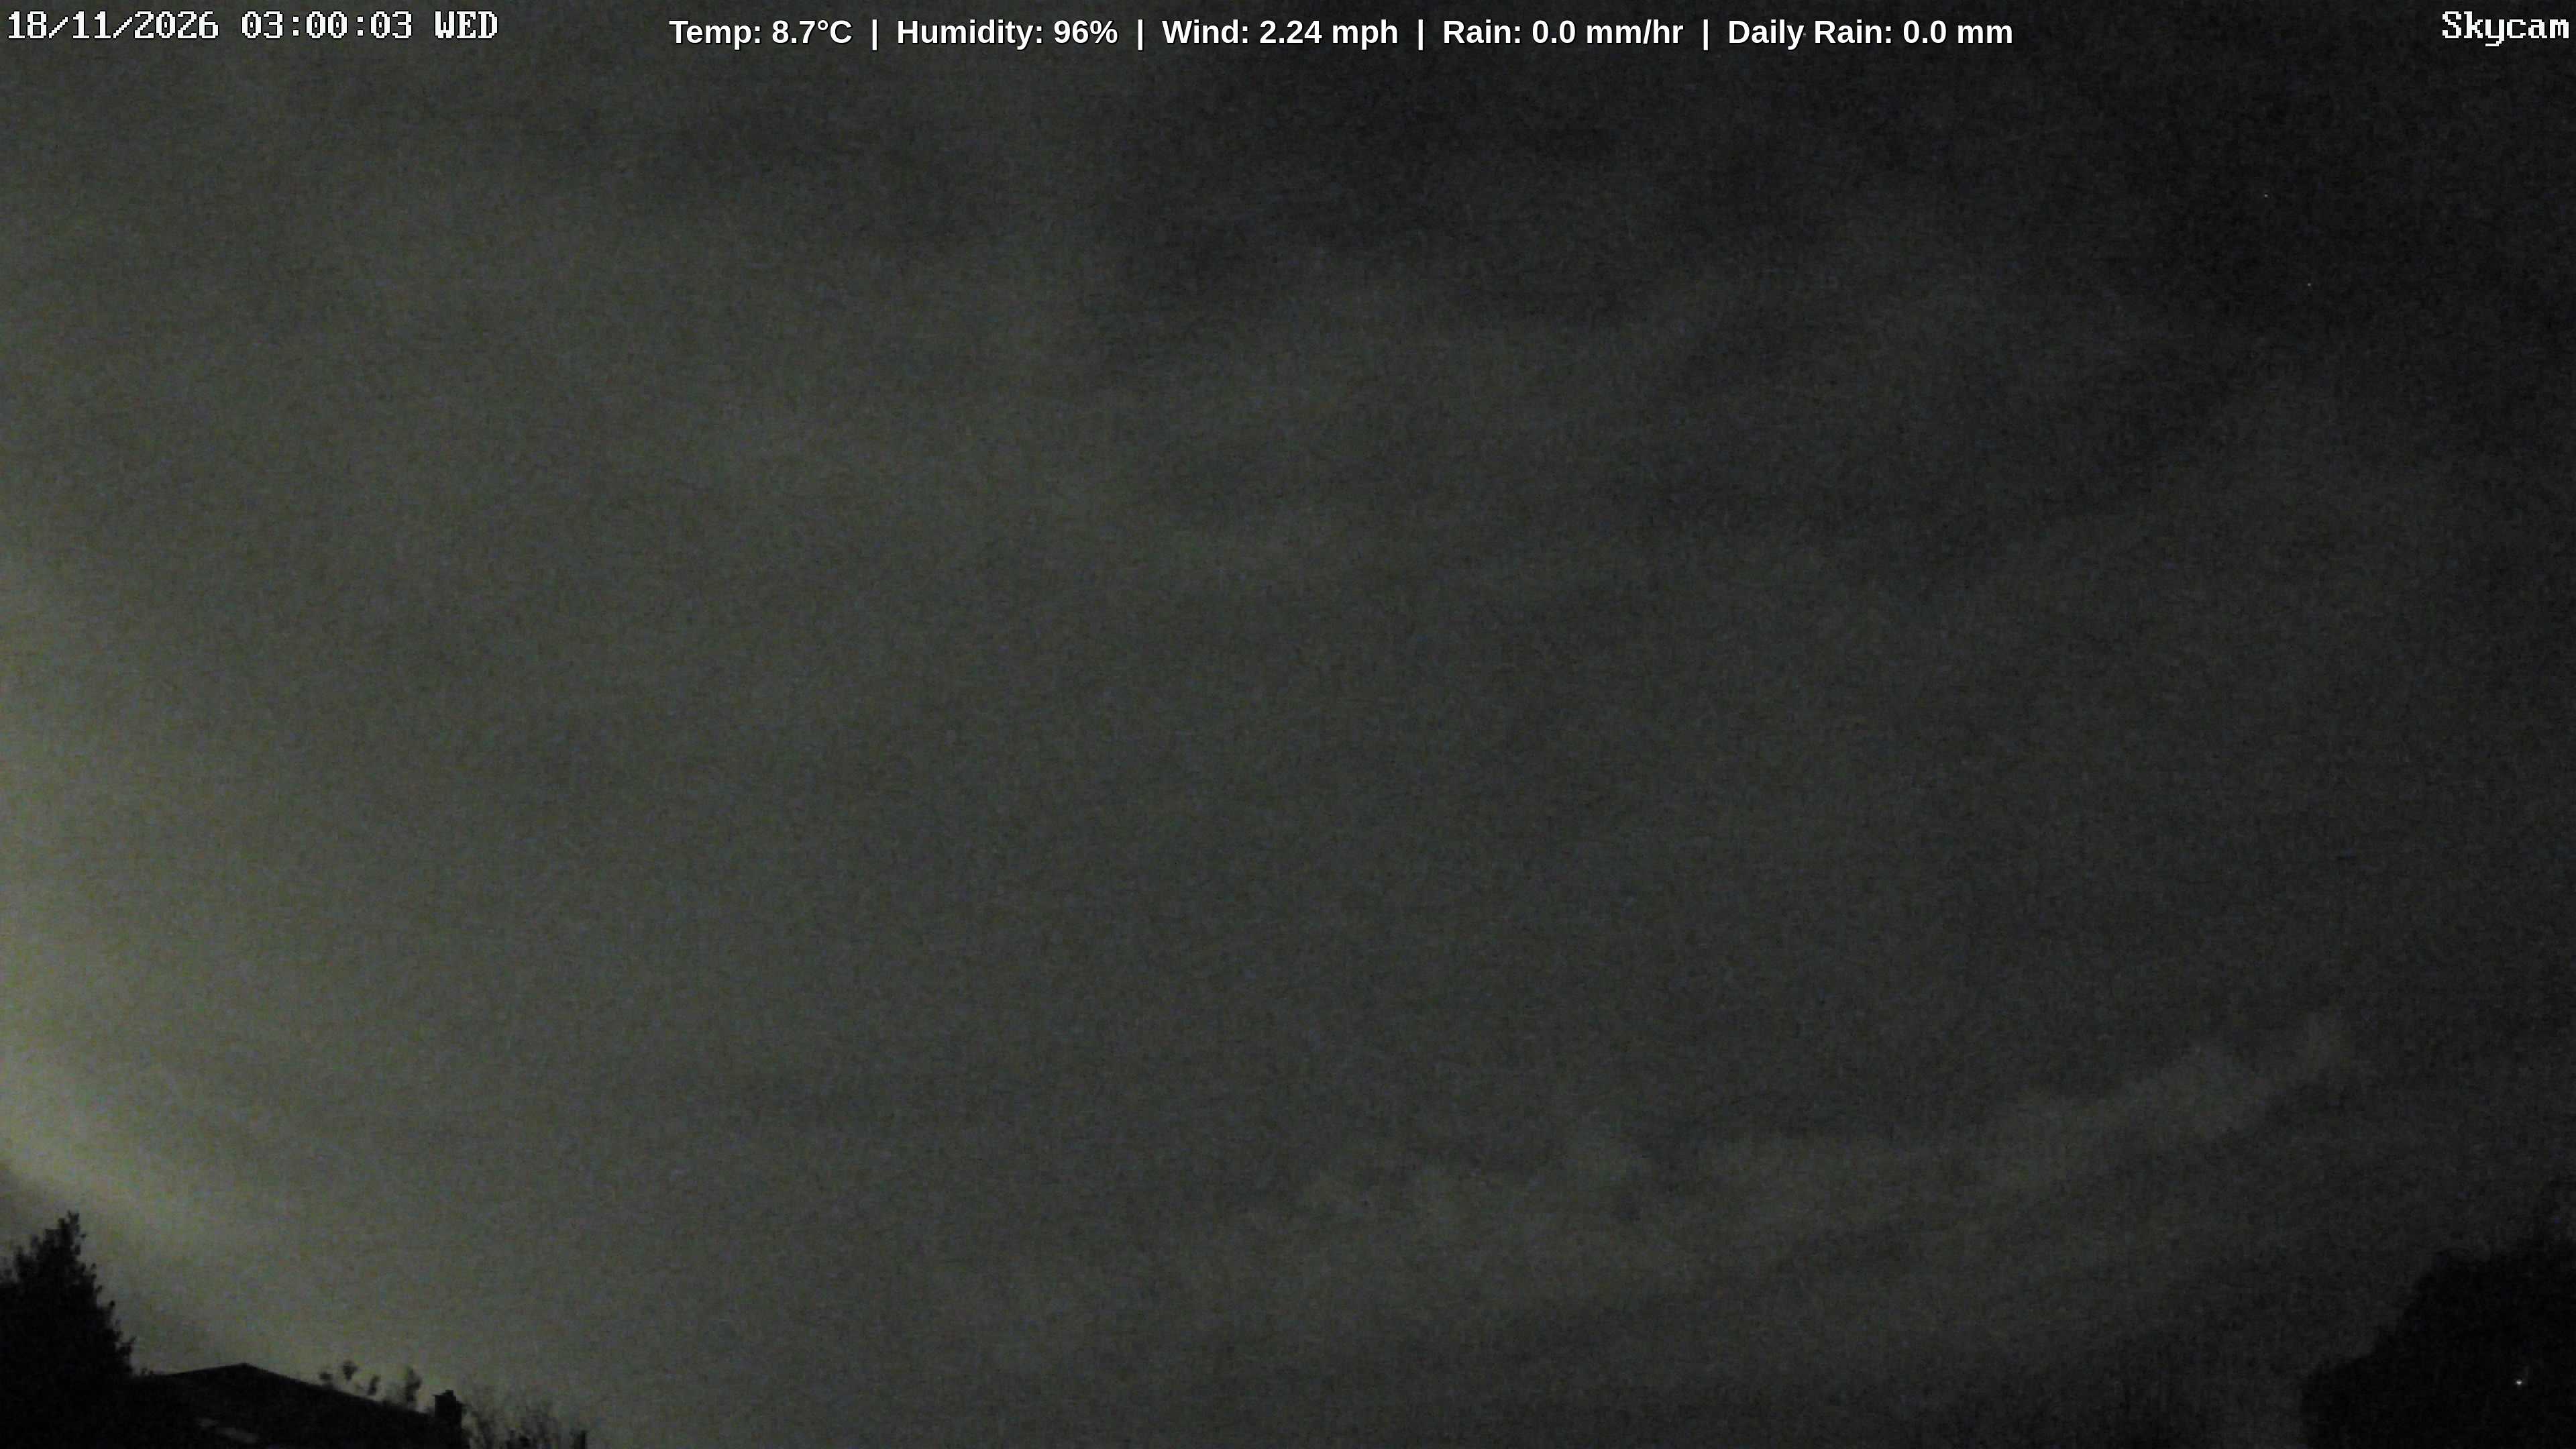 18/11/2026 03:00:03 WED
Temp: 8.7°C | Humidity: 96% | Wind: 2.24 mph | Rain: 0.0 mm/hr | Daily Rain: 0.0 mm
Skycam